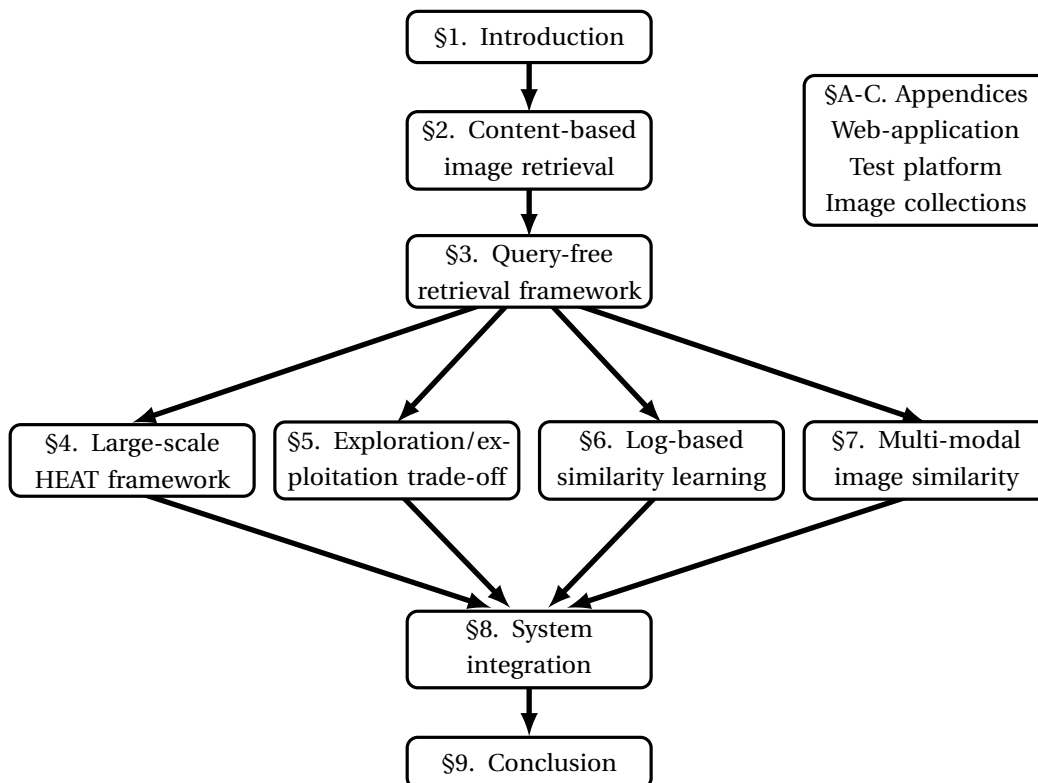 §1. Introduction
§A-C. Appendices
Web-application
Test platform
Image collections
§2. Content-based
image retrieval
§3. Query-free
retrieval framework
§4. Large-scale
HEAT framework
§5. Exploration/ex-
ploitation trade-off
§6. Log-based
similarity learning
§7. Multi-modal
image similarity
§8. System
integration
§9. Conclusion